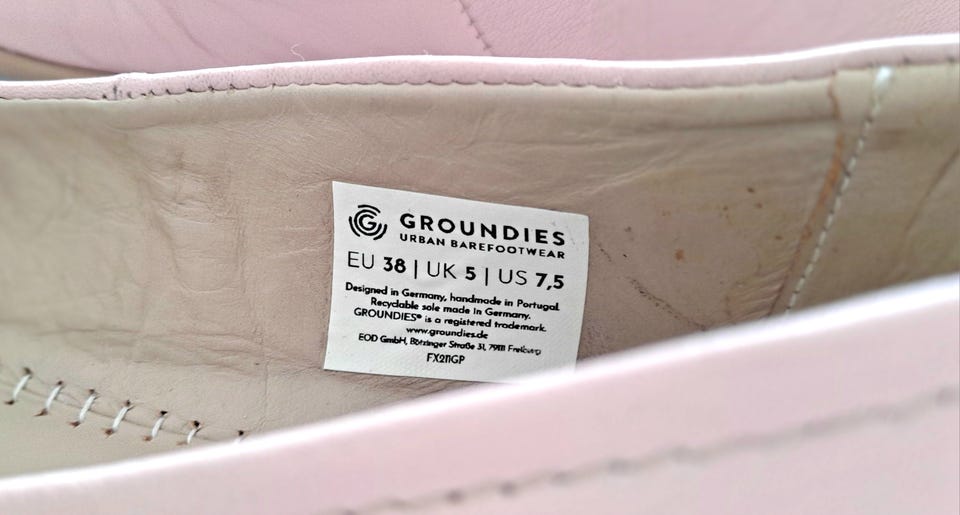 GROUNDIES
URBAN BAREFOOTWEAR
EU 38 | UK 5 | US 7,5
Designed in Germany, handmade in Portugal.
Recyclable sole made in Germany.
GROUNDIES® is a registered trademark.
www.groundies.de
EOD GmbH, Bötzinger Straße 31, 79111 Freiburg
FX211GP